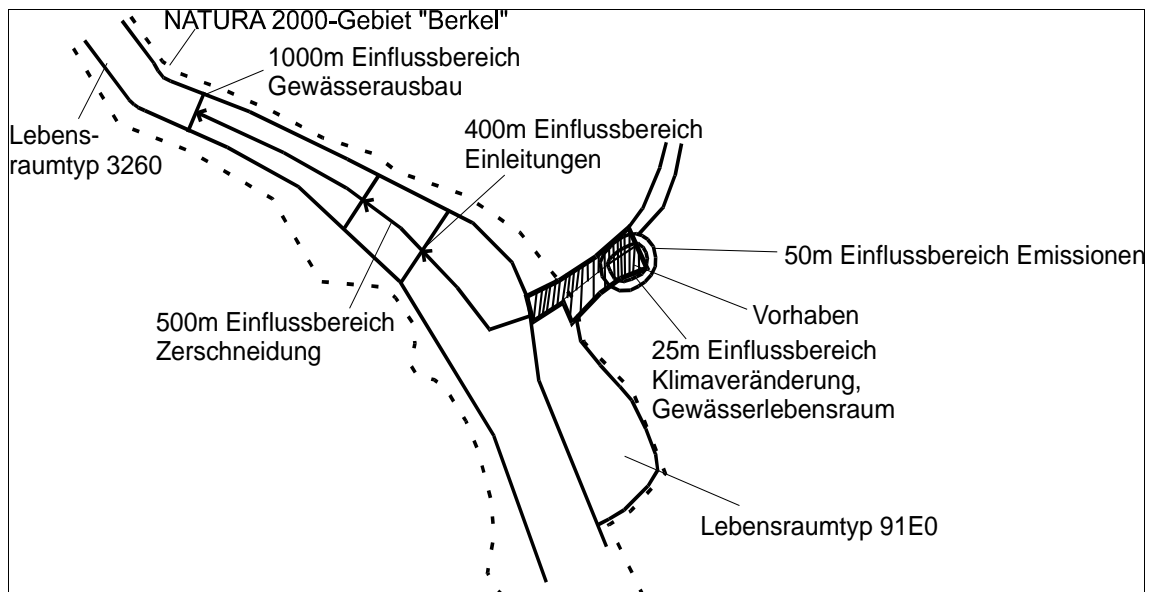 NATURA 2000-Gebiet "Berkel"
1000m Einflussbereich
Gewässerausbau
Lebens-
raumtyp 3260
400m Einflussbereich
Einleitungen
50m Einflussbereich Emissionen
Vorhaben
500m Einflussbereich
Zerschneidung
25m Einflussbereich
Klimaveränderung,
Gewässerlebensraum
Lebensraumtyp 91E0